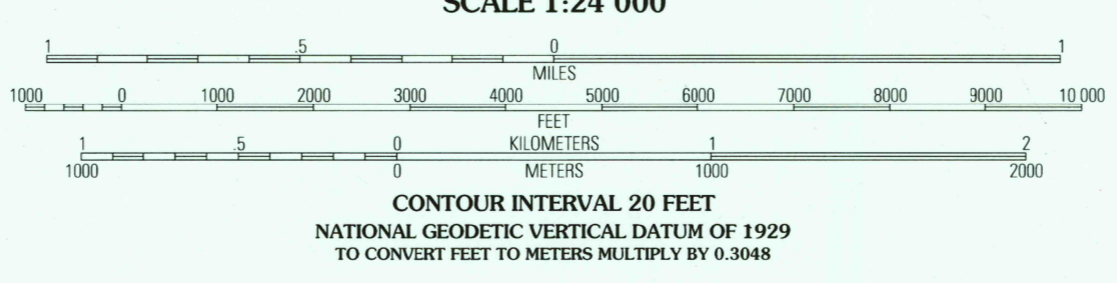 SCALE 1:24 000
1 .5 0 1
MILES
1000 0 1000 2000 3000 4000 5000 6000 7000 8000 9000 10 000
FEET
1 .5 0 KILOMETERS 1 2
1000 0 METERS 1000 2000
CONTOUR INTERVAL 20 FEET
NATIONAL GEODETIC VERTICAL DATUM OF 1929
TO CONVERT FEET TO METERS MULTIPLY BY 0.3048